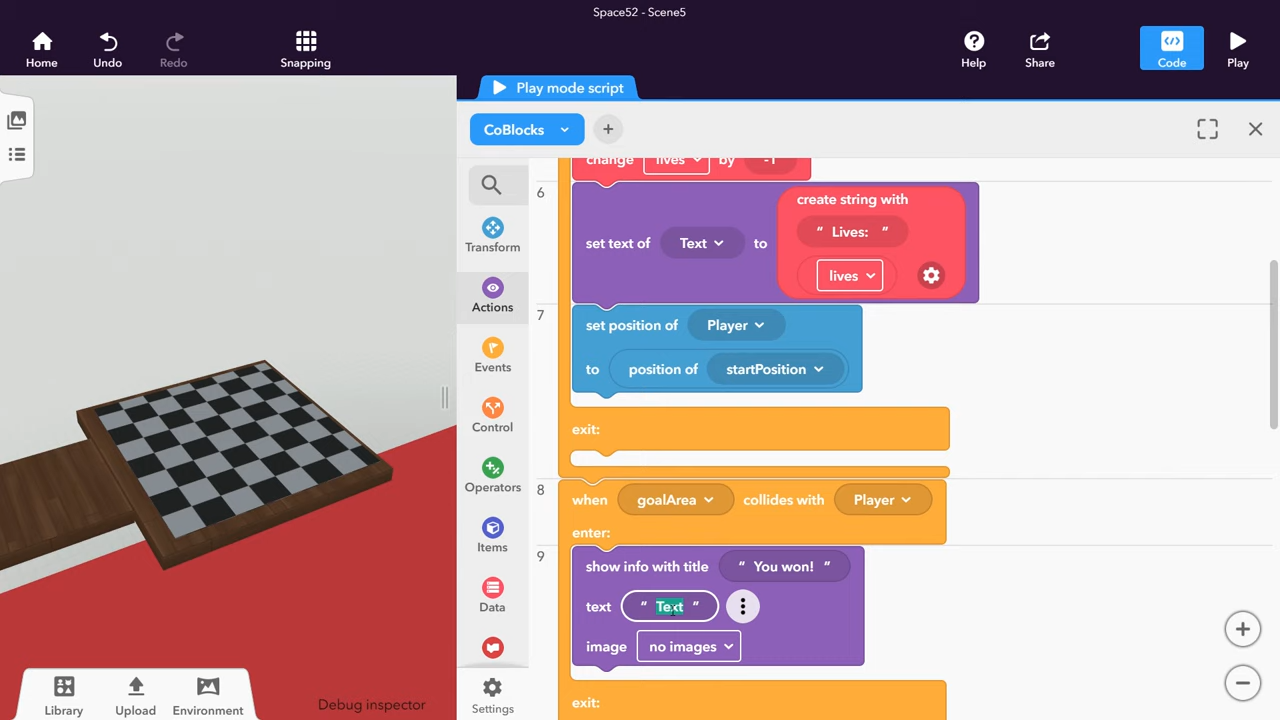 Space52 - Scene5
Home
Undo
Redo
Snapping
Help
Share
Code
Play
Play mode script
CoBlocks
Transform
Actions
Events
Control
Operators
Items
Data
Settings
change lives by -1
6
set text of Text to create string with
“ Lives: ”
lives
7
set position of Player
to position of startPosition
exit:
8
when goalArea collides with Player
enter:
9
show info with title “ You won! ”
text “ Text ”
image no images
exit:
Library
Upload
Environment
Debug inspector